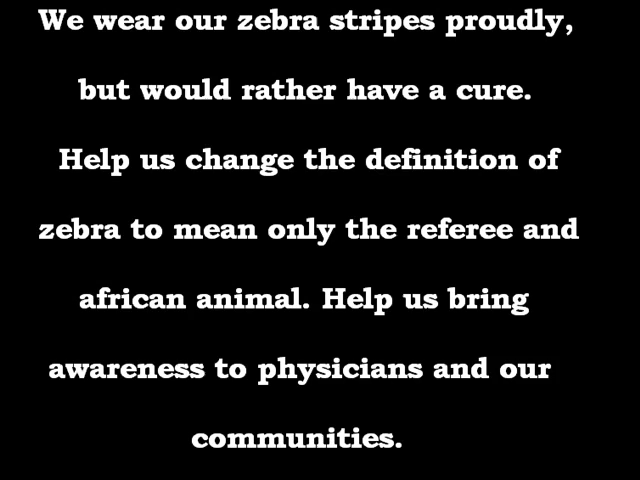 We wear our zebra stripes proudly,
but would rather have a cure.
Help us change the definition of
zebra to mean only the referee and
african animal. Help us bring
awareness to physicians and our
communities.